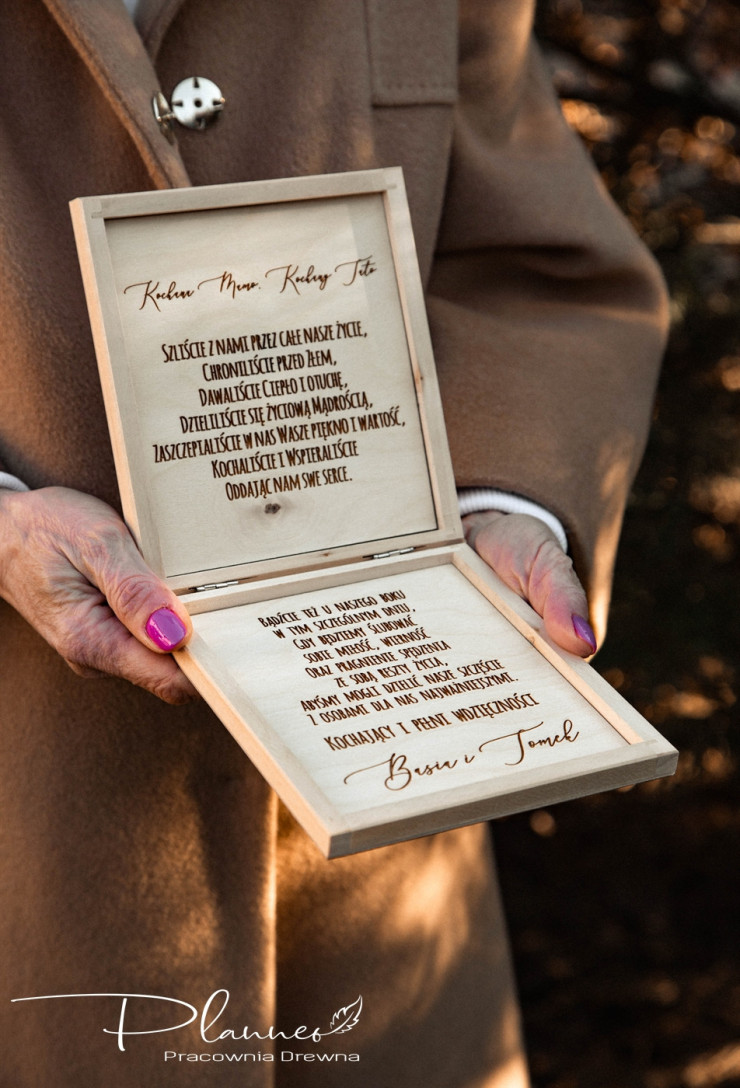 Kochana Mamo, Kochany Tato
SZLIŚCIE Z NAMI PRZEZ CAŁE NASZE ŻYCIE,
CHRONILIŚCIE PRZED ZŁEM,
DAWALIŚCIE CIEPŁO I OTUCHĘ,
DZIELILIŚCIE SIĘ ŻYCIOWĄ MĄDROŚCIĄ,
ZASZCZEPIALIŚCIE W NAS WASZE PIĘKNO I WARTOŚĆ,
KOCHALIŚCIE I WSPIERALIŚCIE
ODDAJĄC NAM SWE SERCE.
BĄDŹCIE TEŻ U NASZEGO BOKU
W TYM SZCZEGÓLNYM DNIU,
GDY BĘDZIEMY ŚLUBOWAĆ
SOBIE MIŁOŚĆ, WIERNOŚĆ
ORAZ PRAGNIENIE SPĘDZENIA
ZE SOBĄ RESZTY ŻYCIA,
ABYŚMY MOGLI DZIELIĆ NASZE SZCZĘŚCIE
Z OSOBAMI DLA NAS NAJWAŻNIEJSZYMI.
KOCHAJĄCY I PEŁNI WDZIĘCZNOŚCI
Basia i Tomek
Planneo
Pracownia Drewna